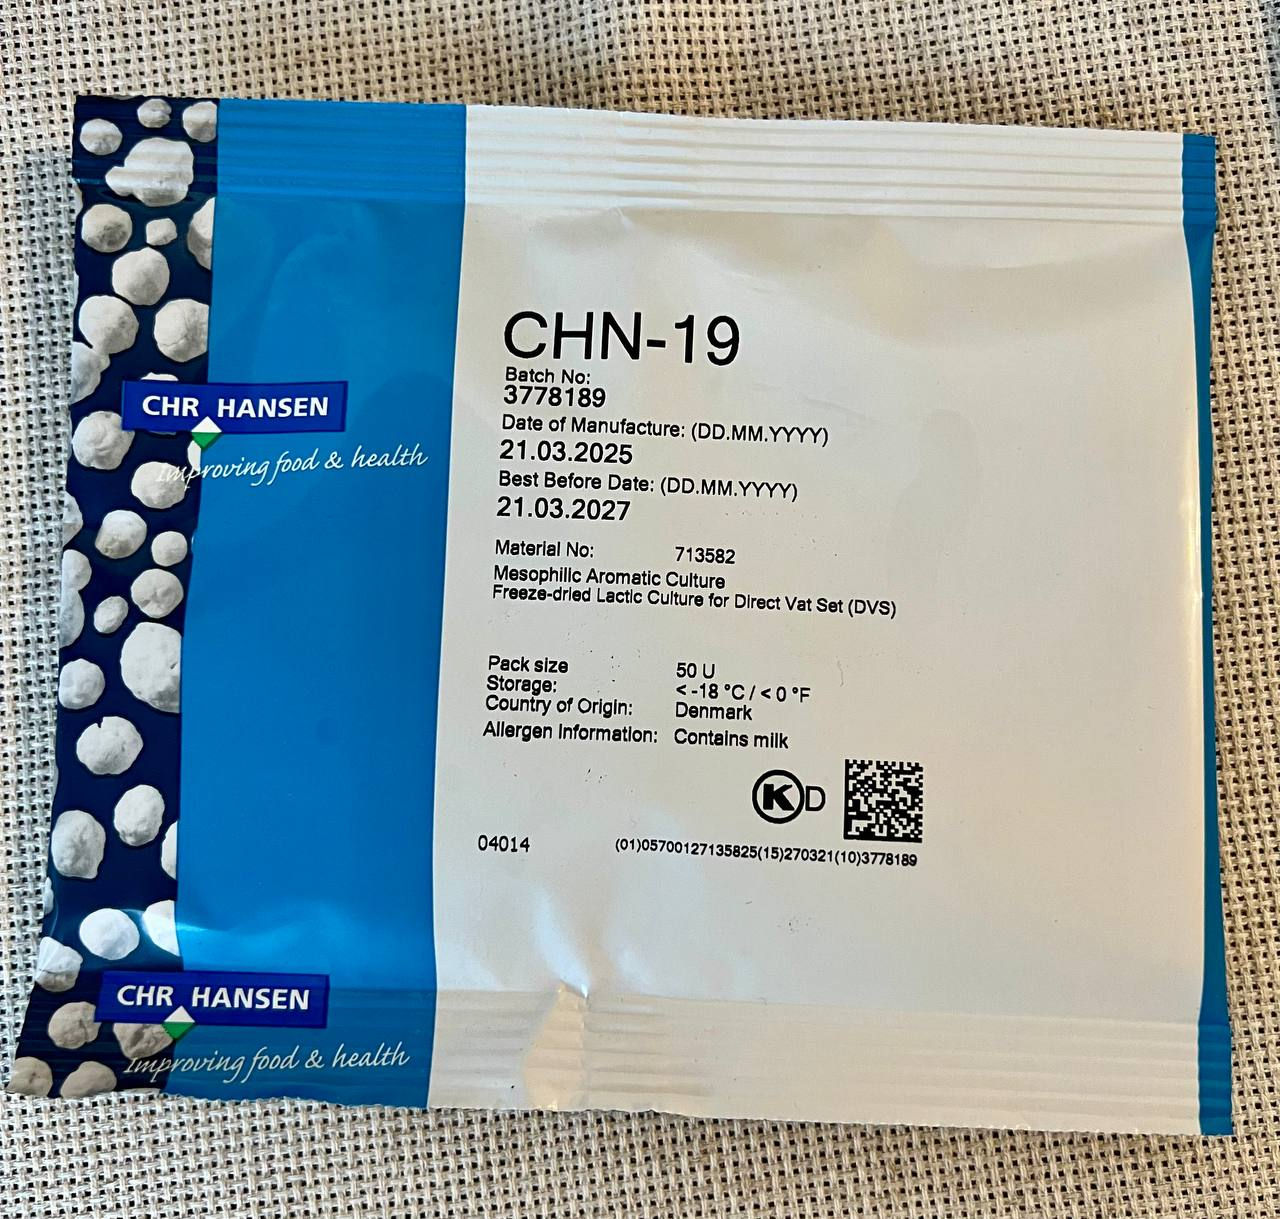 CHN-19
Batch No:
3778189
Date of Manufacture: (DD.MM.YYYY)
21.03.2025
Best Before Date: (DD.MM.YYYY)
21.03.2027
Material No: 713582
Mesophilic Aromatic Culture
Freeze-dried Lactic Culture for Direct Vat Set (DVS)
Pack size 50 U
Storage: < -18 °C / < 0 °F
Country of Origin: Denmark
Allergen Information: Contains milk
K D
04014 (01)05700127135825(15)270321(10)3778189
CHR HANSEN
Improving food & health
CHR HANSEN
Improving food & health